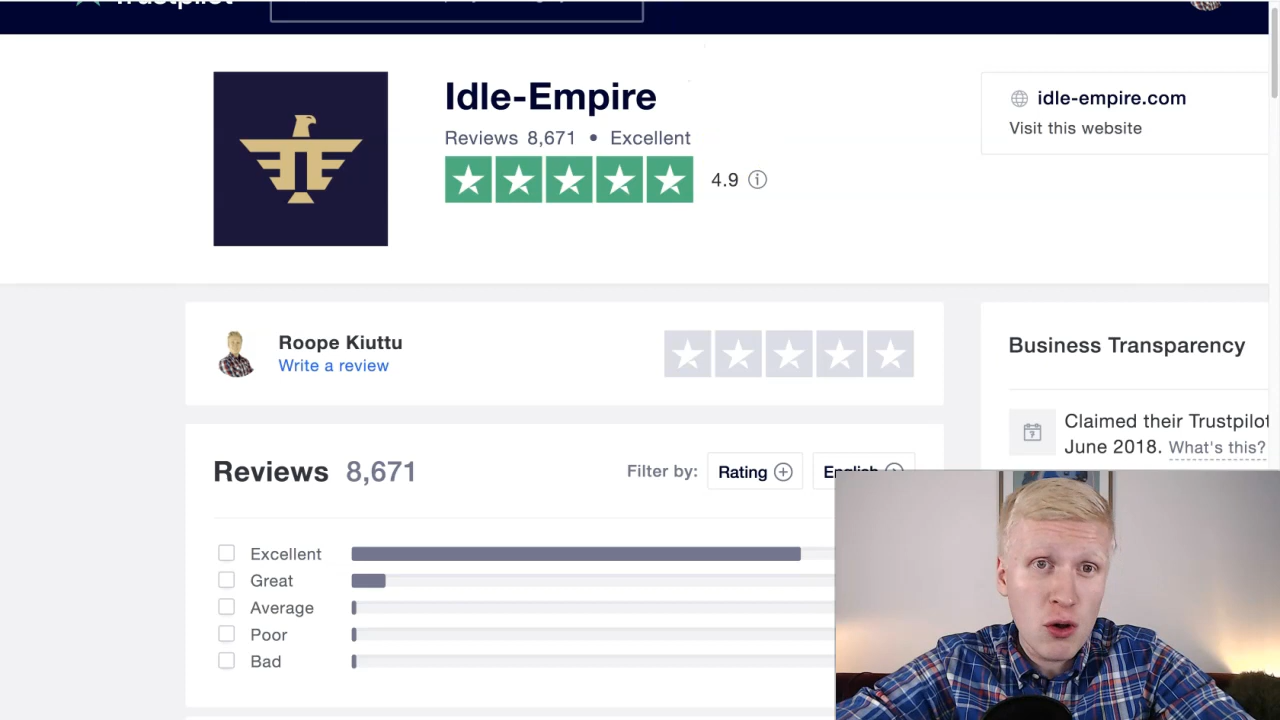 Trustpilot
Idle-Empire
Reviews 8,671 • Excellent
4.9
idle-empire.com
Visit this website
Roope Kiuttu
Write a review
Business Transparency
Claimed their Trustpilot
June 2018. What's this?
Reviews 8,671
Filter by: Rating English
Excellent
Great
Average
Poor
Bad